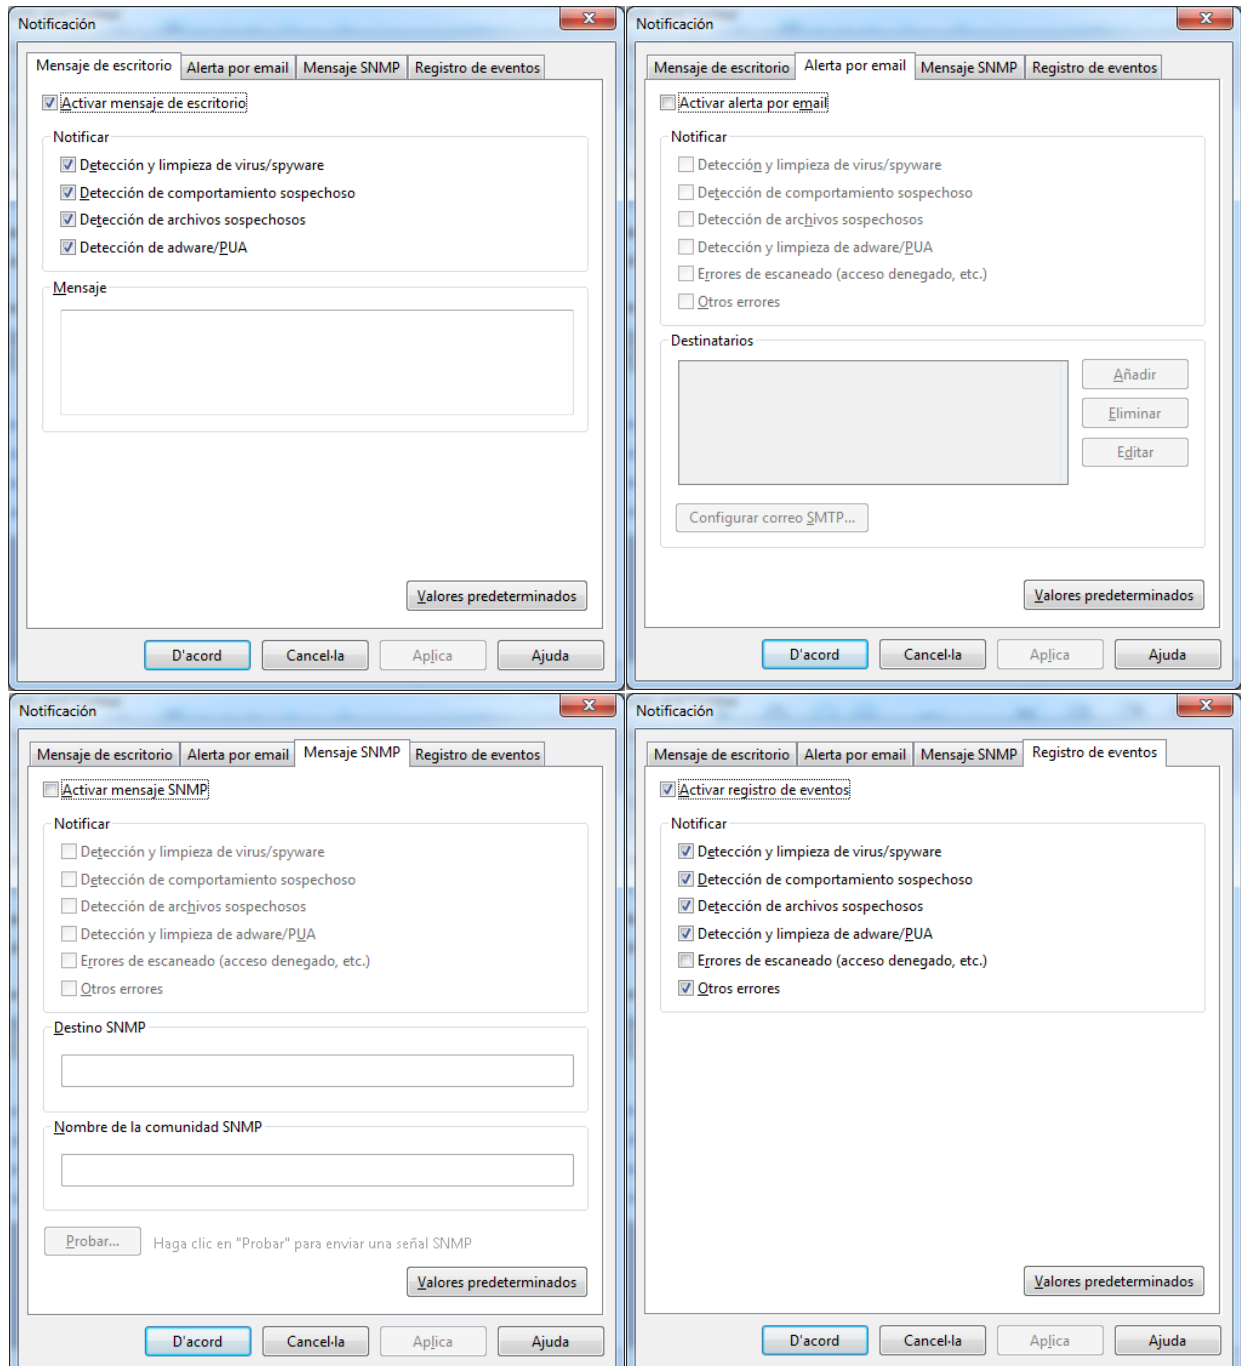 Notificación
Mensaje de escritorio Alerta por email Mensaje SNMP Registro de eventos
Activar mensaje de escritorio
Notificar
Detección y limpieza de virus/spyware
Detección de comportamiento sospechoso
Detección de archivos sospechosos
Detección de adware/PUA
Mensaje
Valores predeterminados
D'acord Cancel·la Aplica Ajuda
Notificación
Mensaje de escritorio Alerta por email Mensaje SNMP Registro de eventos
Activar alerta por email
Notificar
Detección y limpieza de virus/spyware
Detección de comportamiento sospechoso
Detección de archivos sospechosos
Detección y limpieza de adware/PUA
Errores de escaneado (acceso denegado, etc.)
Otros errores
Destinatarios
Añadir
Eliminar
Editar
Configurar correo SMTP...
Valores predeterminados
D'acord Cancel·la Aplica Ajuda
Notificación
Mensaje de escritorio Alerta por email Mensaje SNMP Registro de eventos
Activar mensaje SNMP
Notificar
Detección y limpieza de virus/spyware
Detección de comportamiento sospechoso
Detección de archivos sospechosos
Detección y limpieza de adware/PUA
Errores de escaneado (acceso denegado, etc.)
Otros errores
Destino SNMP
Nombre de la comunidad SNMP
Probar... Haga clic en "Probar" para enviar una señal SNMP
Valores predeterminados
D'acord Cancel·la Aplica Ajuda
Notificación
Mensaje de escritorio Alerta por email Mensaje SNMP Registro de eventos
Activar registro de eventos
Notificar
Detección y limpieza de virus/spyware
Detección de comportamiento sospechoso
Detección de archivos sospechosos
Detección y limpieza de adware/PUA
Errores de escaneado (acceso denegado, etc.)
Otros errores
Valores predeterminados
D'acord Cancel·la Aplica Ajuda